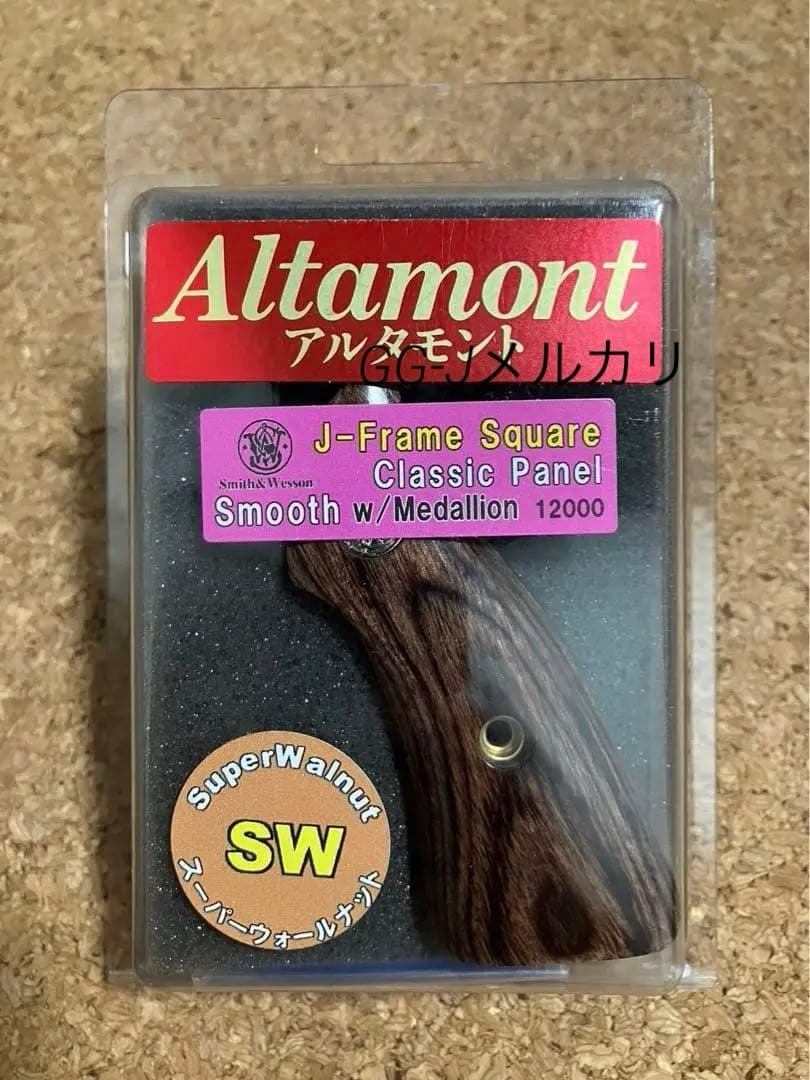 Altamont
アルタモント
GG-Jメルカリ
J-Frame Square
Smith & Wesson
Classic Panel
Smooth w/Medallion 12000
SuperWalnut
SW
スーパーウォールナット